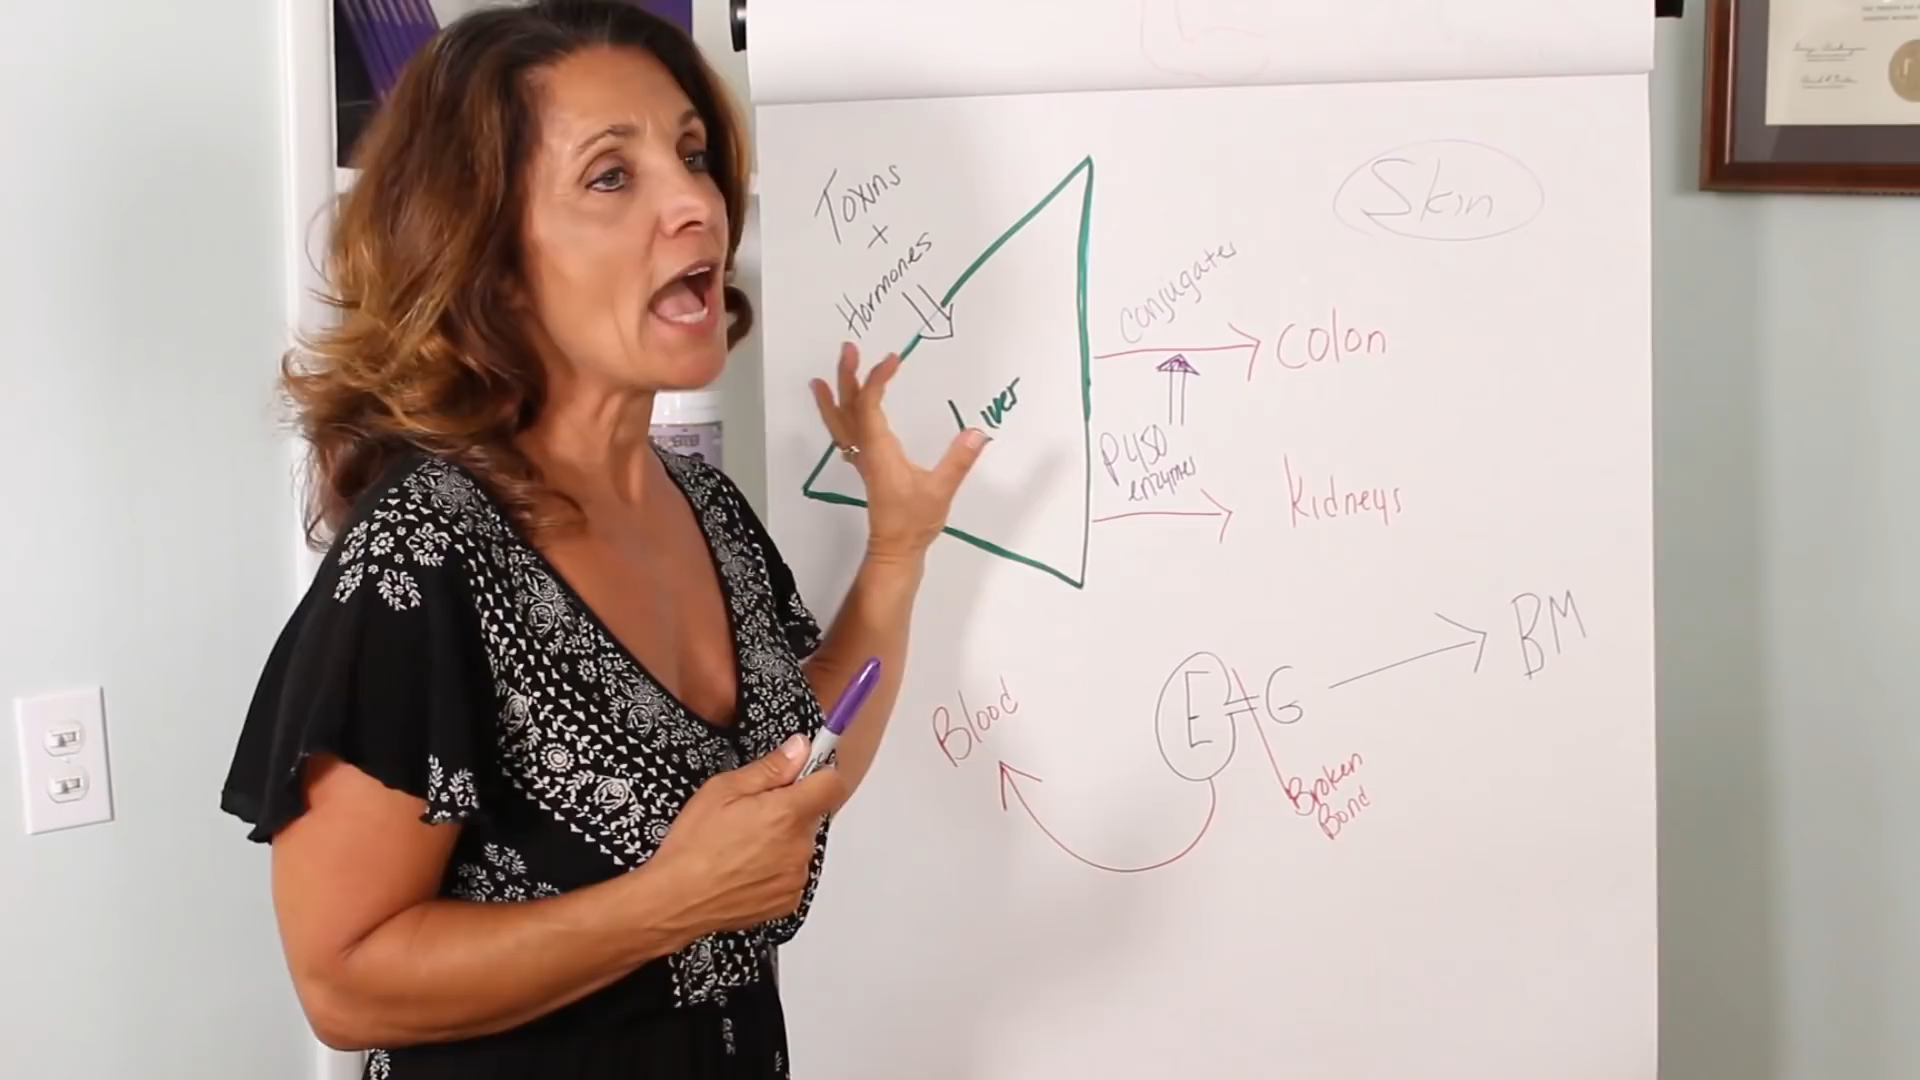 Toxins
+
Hormones
Liver
conjugates
Colon
P450
enzymes
Kidneys
Skin
E=G
BM
Blood
Broken
Bond